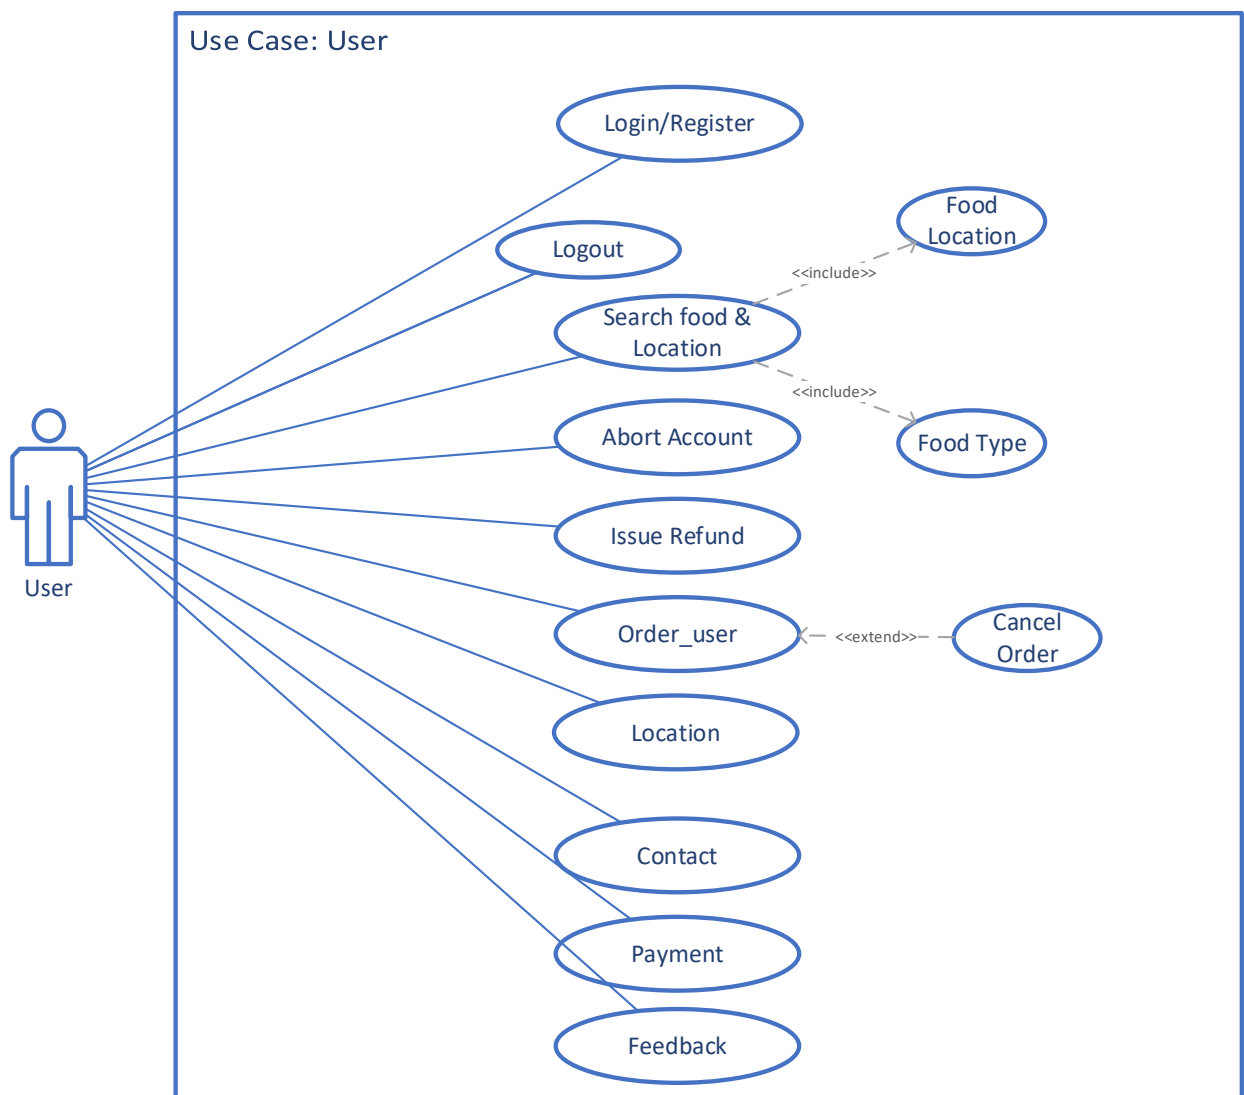 Use Case: User
Login/Register
Food
Location
Logout
<<include>>
Search food &
Location
<<include>>
Abort Account
Food Type
Issue Refund
User
Order_user
<<extend>>
Cancel
Order
Location
Contact
Payment
Feedback